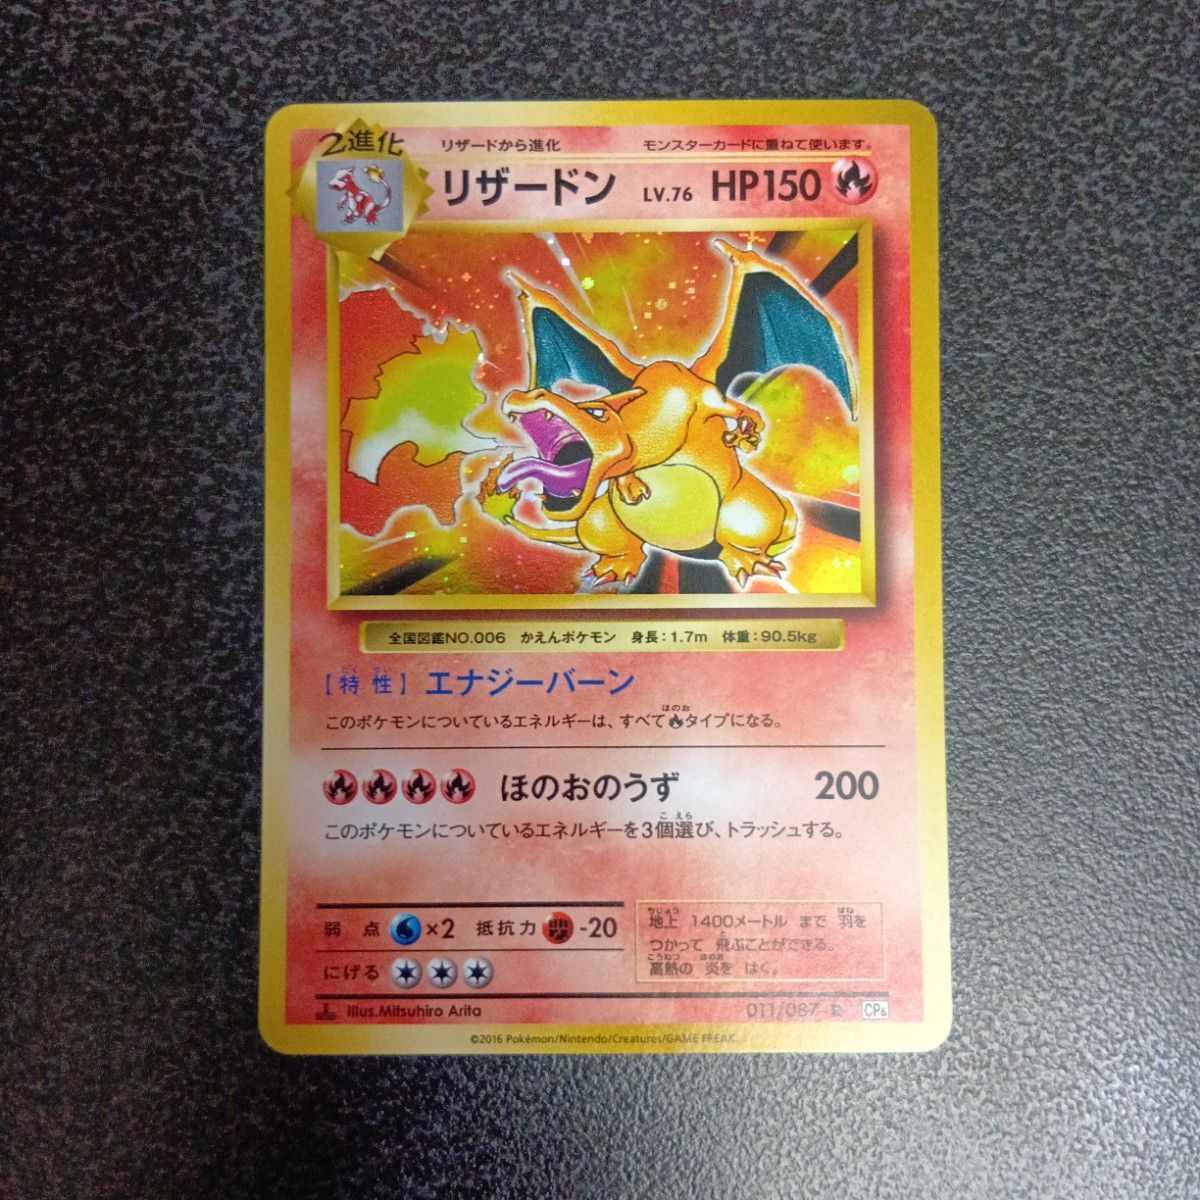 2進化
リザードから進化 モンスターカードに重ねて使います。
リザードン LV.76 HP150
全国図鑑NO.006 かえんポケモン 身長:1.7m 体重:90.5kg
【特性】 エナジーバーン
このポケモンについているエネルギーは、すべてタイプになる。
ほのおのうず 200
このポケモンについているエネルギーを3個選び、トラッシュする。
弱点 ×2 抵抗力 -20
にげる
地上 1400メートル まで 羽を
つかって 飛ぶことができる。
高熱の 炎を はく。
Illus.Mitsuhiro Arita 011/087 R CP6
©2016 Pokémon/Nintendo/Creatures/GAME FREAK.